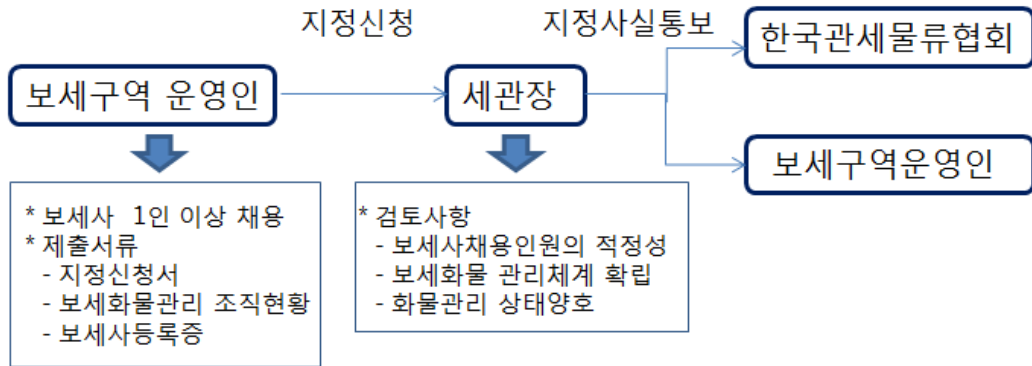 지정신청
지정사실통보
한국관세물류협회
보세구역 운영인
세관장
보세구역운영인
* 보세사 1인 이상 채용
* 제출서류
- 지정신청서
- 보세화물관리 조직현황
- 보세사등록증
* 검토사항
- 보세사채용인원의 적정성
- 보세화물 관리체계 확립
- 화물관리 상태양호